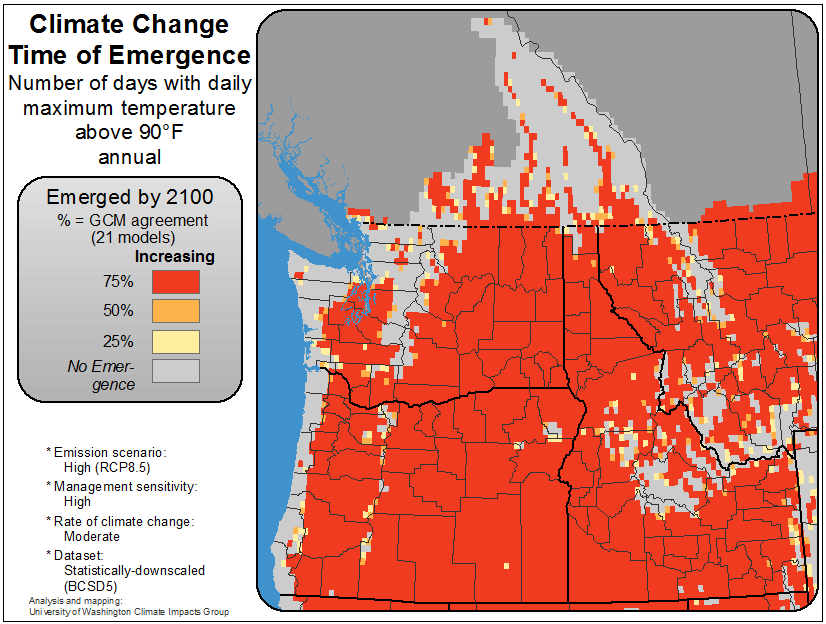 Climate Change
Time of Emergence
Number of days with daily
maximum temperature
above 90°F
annual
Emerged by 2100
% = GCM agreement
(21 models)
Increasing
75%
50%
25%
No Emer-
gence
* Emission scenario:
High (RCP8.5)
* Management sensitivity:
High
* Rate of climate change:
Moderate
* Dataset:
Statistically-downscaled
(BCSD5)
Analysis and mapping:
University of Washington Climate Impacts Group